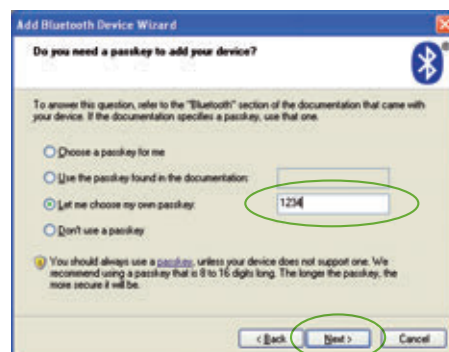 Add Bluetooth Device Wizard
Do you need a passkey to add your device?
To answer this question, refer to the "Bluetooth" section of the documentation that came with
your device. If the documentation specifies a passkey, use that one.
Choose a passkey for me
Use the passkey found in the documentation:
Let me choose my own passkey: 1234
Don't use a passkey
You should always use a passkey, unless your device does not support one. We
recommend using a passkey that is 8 to 16 digits long. The longer the passkey, the
more secure it will be.
< Back Next > Cancel